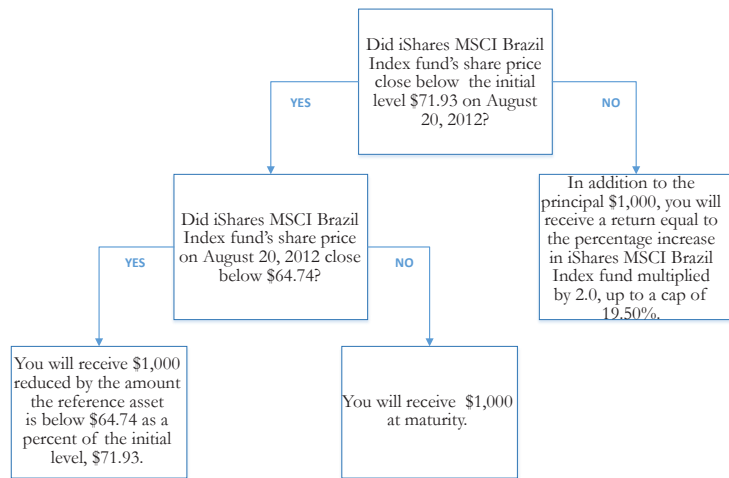 Did iShares MSCI Brazil
Index fund's share price
close below the initial
level $71.93 on August
20, 2012?
YES
NO
Did iShares MSCI Brazil
Index fund's share price
on August 20, 2012 close
below $64.74?
In addition to the
principal $1,000, you will
receive a return equal to
the percentage increase
in iShares MSCI Brazil
Index fund multiplied
by 2.0, up to a cap of
19.50%.
YES
NO
You will receive $1,000
reduced by the amount
the reference asset
is below $64.74 as a
percent of the initial
level, $71.93.
You will receive $1,000
at maturity.